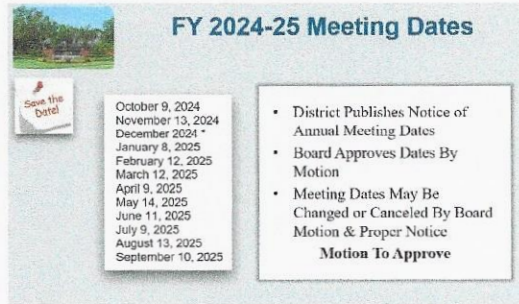 FY 2024-25 Meeting Dates
Save the
Date!
October 9, 2024
November 13, 2024
December 2024 *
January 8, 2025
February 12, 2025
March 12, 2025
April 9, 2025
May 14, 2025
June 11, 2025
July 9, 2025
August 13, 2025
September 10, 2025
• District Publishes Notice of
Annual Meeting Dates
• Board Approves Dates By
Motion
• Meeting Dates May Be
Changed or Canceled By Board
Motion & Proper Notice
Motion To Approve